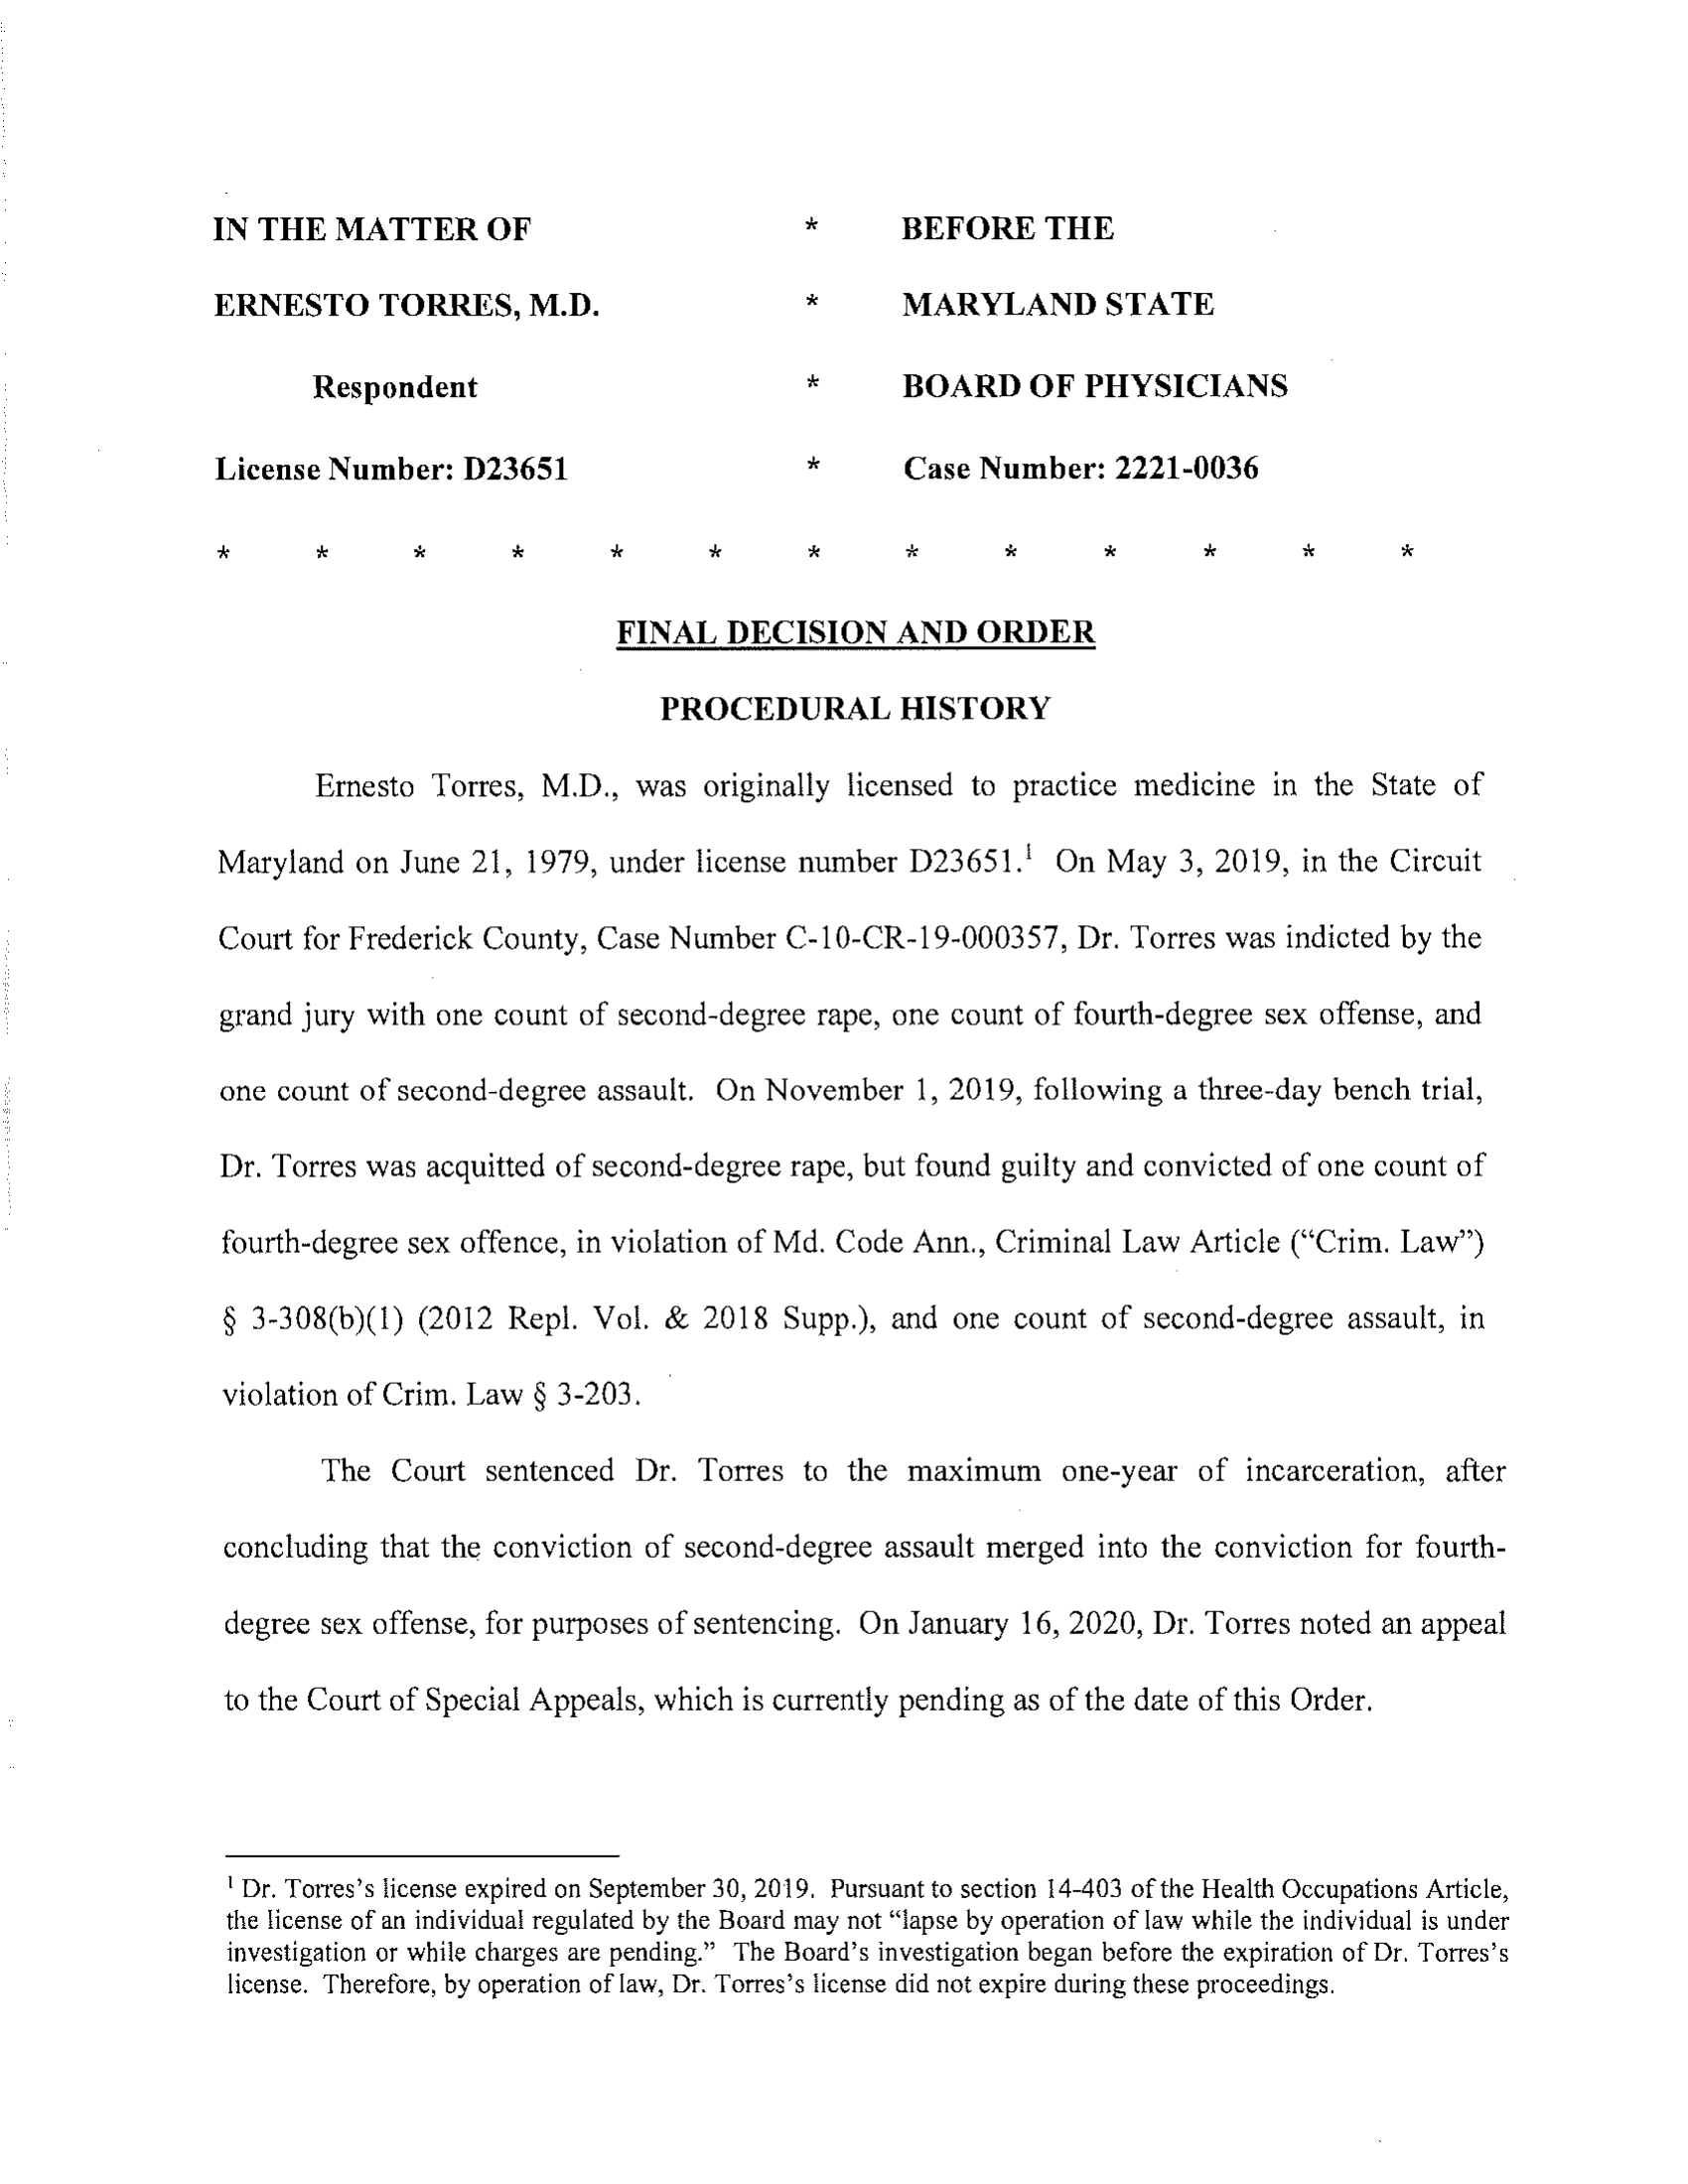 IN THE MATTER OF * BEFORE THE
ERNESTO TORRES, M.D. * MARYLAND STATE
Respondent * BOARD OF PHYSICIANS
License Number: D23651 * Case Number: 2221-0036
* * * * * * * * * * * * *
FINAL DECISION AND ORDER
PROCEDURAL HISTORY
Ernesto Torres, M.D., was originally licensed to practice medicine in the State of
Maryland on June 21, 1979, under license number D23651.¹ On May 3, 2019, in the Circuit
Court for Frederick County, Case Number C-10-CR-19-000357, Dr. Torres was indicted by the
grand jury with one count of second-degree rape, one count of fourth-degree sex offense, and
one count of second-degree assault. On November 1, 2019, following a three-day bench trial,
Dr. Torres was acquitted of second-degree rape, but found guilty and convicted of one count of
fourth-degree sex offence, in violation of Md. Code Ann., Criminal Law Article (“Crim. Law”)
§ 3-308(b)(1) (2012 Repl. Vol. & 2018 Supp.), and one count of second-degree assault, in
violation of Crim. Law § 3-203.
The Court sentenced Dr. Torres to the maximum one-year of incarceration, after
concluding that the conviction of second-degree assault merged into the conviction for fourth-
degree sex offense, for purposes of sentencing. On January 16, 2020, Dr. Torres noted an appeal
to the Court of Special Appeals, which is currently pending as of the date of this Order.
¹ Dr. Torres’s license expired on September 30, 2019. Pursuant to section 14-403 of the Health Occupations Article,
the license of an individual regulated by the Board may not “lapse by operation of law while the individual is under
investigation or while charges are pending.” The Board’s investigation began before the expiration of Dr. Torres’s
license. Therefore, by operation of law, Dr. Torres’s license did not expire during these proceedings.